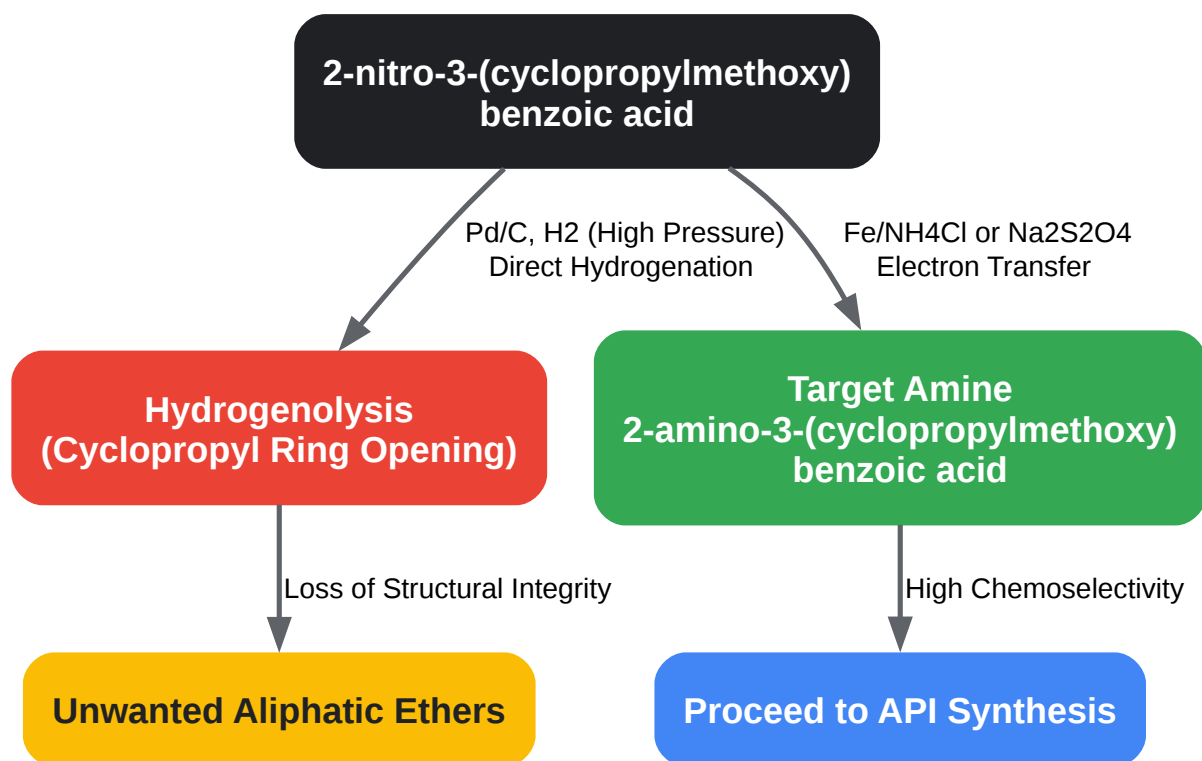 2-nitro-3-(cyclopropylmethoxy)
benzoic acid
Pd/C, H2 (High Pressure)
Direct Hydrogenation
Fe/NH4Cl or Na2S2O4
Electron Transfer
Hydrogenolysis
(Cyclopropyl Ring Opening)
Target Amine
2-amino-3-(cyclopropylmethoxy)
benzoic acid
Loss of Structural Integrity
High Chemoselectivity
Unwanted Aliphatic Ethers
Proceed to API Synthesis